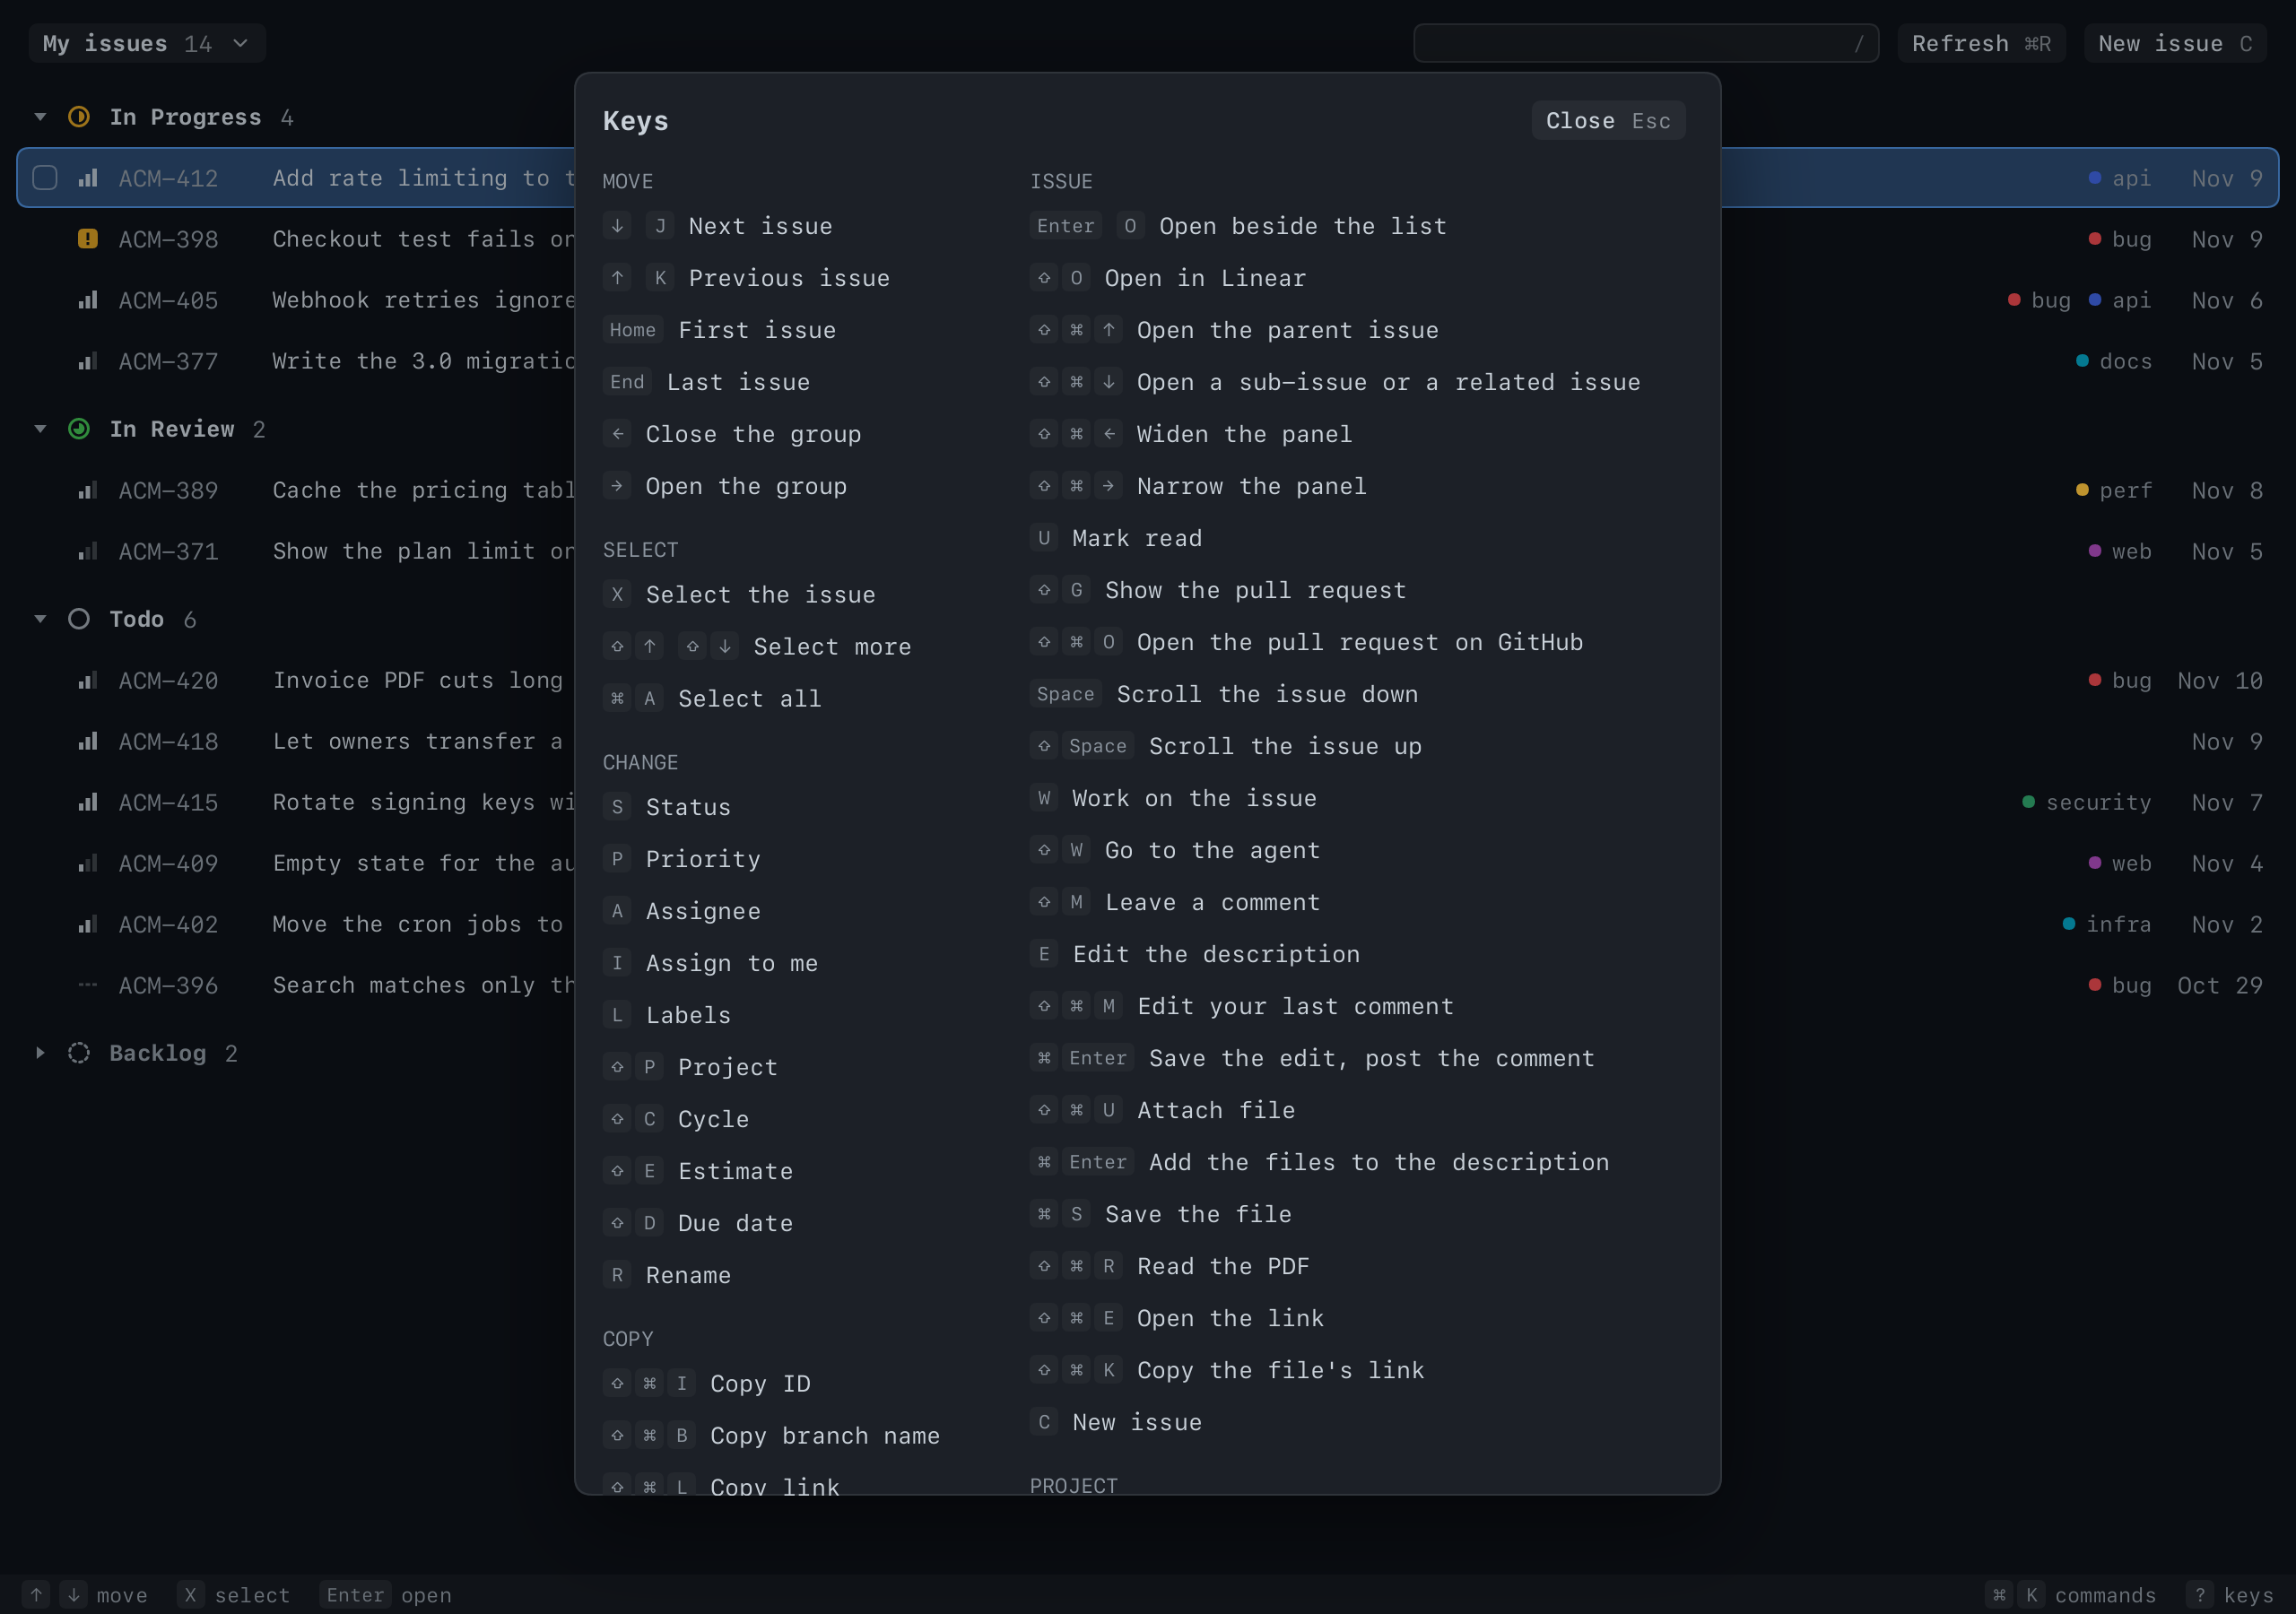 My issues 14
/
Refresh ⌘R
New issue C
In Progress 4
ACM-412 Add rate limiting to t
api Nov 9
ACM-398 Checkout test fails on
bug Nov 9
ACM-405 Webhook retries ignore
bug api Nov 6
ACM-377 Write the 3.0 migratio
docs Nov 5
In Review 2
ACM-389 Cache the pricing tabl
perf Nov 8
ACM-371 Show the plan limit on
web Nov 5
Todo 6
ACM-420 Invoice PDF cuts long
bug Nov 10
ACM-418 Let owners transfer a
Nov 9
ACM-415 Rotate signing keys wi
security Nov 7
ACM-409 Empty state for the au
web Nov 4
ACM-402 Move the cron jobs to
infra Nov 2
ACM-396 Search matches only th
bug Oct 29
Backlog 2
Keys
Close Esc
MOVE
↓ J Next issue
↑ K Previous issue
Home First issue
End Last issue
← Close the group
→ Open the group
SELECT
X Select the issue
⇧ ↑ ⇧ ↓ Select more
⌘ A Select all
CHANGE
S Status
P Priority
A Assignee
I Assign to me
L Labels
⇧ P Project
⇧ C Cycle
⇧ E Estimate
⇧ D Due date
R Rename
COPY
⇧ ⌘ I Copy ID
⇧ ⌘ B Copy branch name
⇧ ⌘ L Copy link
ISSUE
Enter O Open beside the list
⇧ O Open in Linear
⇧ ⌘ ↑ Open the parent issue
⇧ ⌘ ↓ Open a sub-issue or a related issue
⇧ ⌘ ← Widen the panel
⇧ ⌘ → Narrow the panel
U Mark read
⇧ G Show the pull request
⇧ ⌘ O Open the pull request on GitHub
Space Scroll the issue down
⇧ Space Scroll the issue up
W Work on the issue
⇧ W Go to the agent
⇧ M Leave a comment
E Edit the description
⇧ ⌘ M Edit your last comment
⌘ Enter Save the edit, post the comment
⇧ ⌘ U Attach file
⌘ Enter Add the files to the description
⌘ S Save the file
⇧ ⌘ R Read the PDF
⇧ ⌘ E Open the link
⇧ ⌘ K Copy the file's link
C New issue
PROJECT
↑ ↓ move X select Enter open
⌘ K commands ? keys